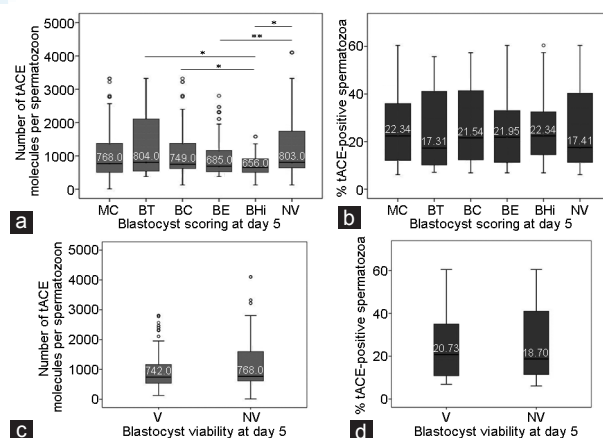 5000
4000
3000
2000
1000
0
Number of tACE
molecules per spermatozoon
*
*
**
*
768.0 804.0 749.0 685.0 656.0 803.0
MC BT BC BE BHi NV
Blastocyst scoring at day 5
a
60
40
20
0
% tACE-positive spermatozoa
22.34 17.31 21.54 21.95 22.34 17.41
MC BT BC BE BHi NV
Blastocyst scoring at day 5
b
5000
4000
3000
2000
1000
0
Number of tACE
molecules per spermatozoon
742.0 768.0
V NV
Blastocyst viability at day 5
c
60
40
20
0
% tACE-positive spermatozoa
20.73 18.70
V NV
Blastocyst viability at day 5
d